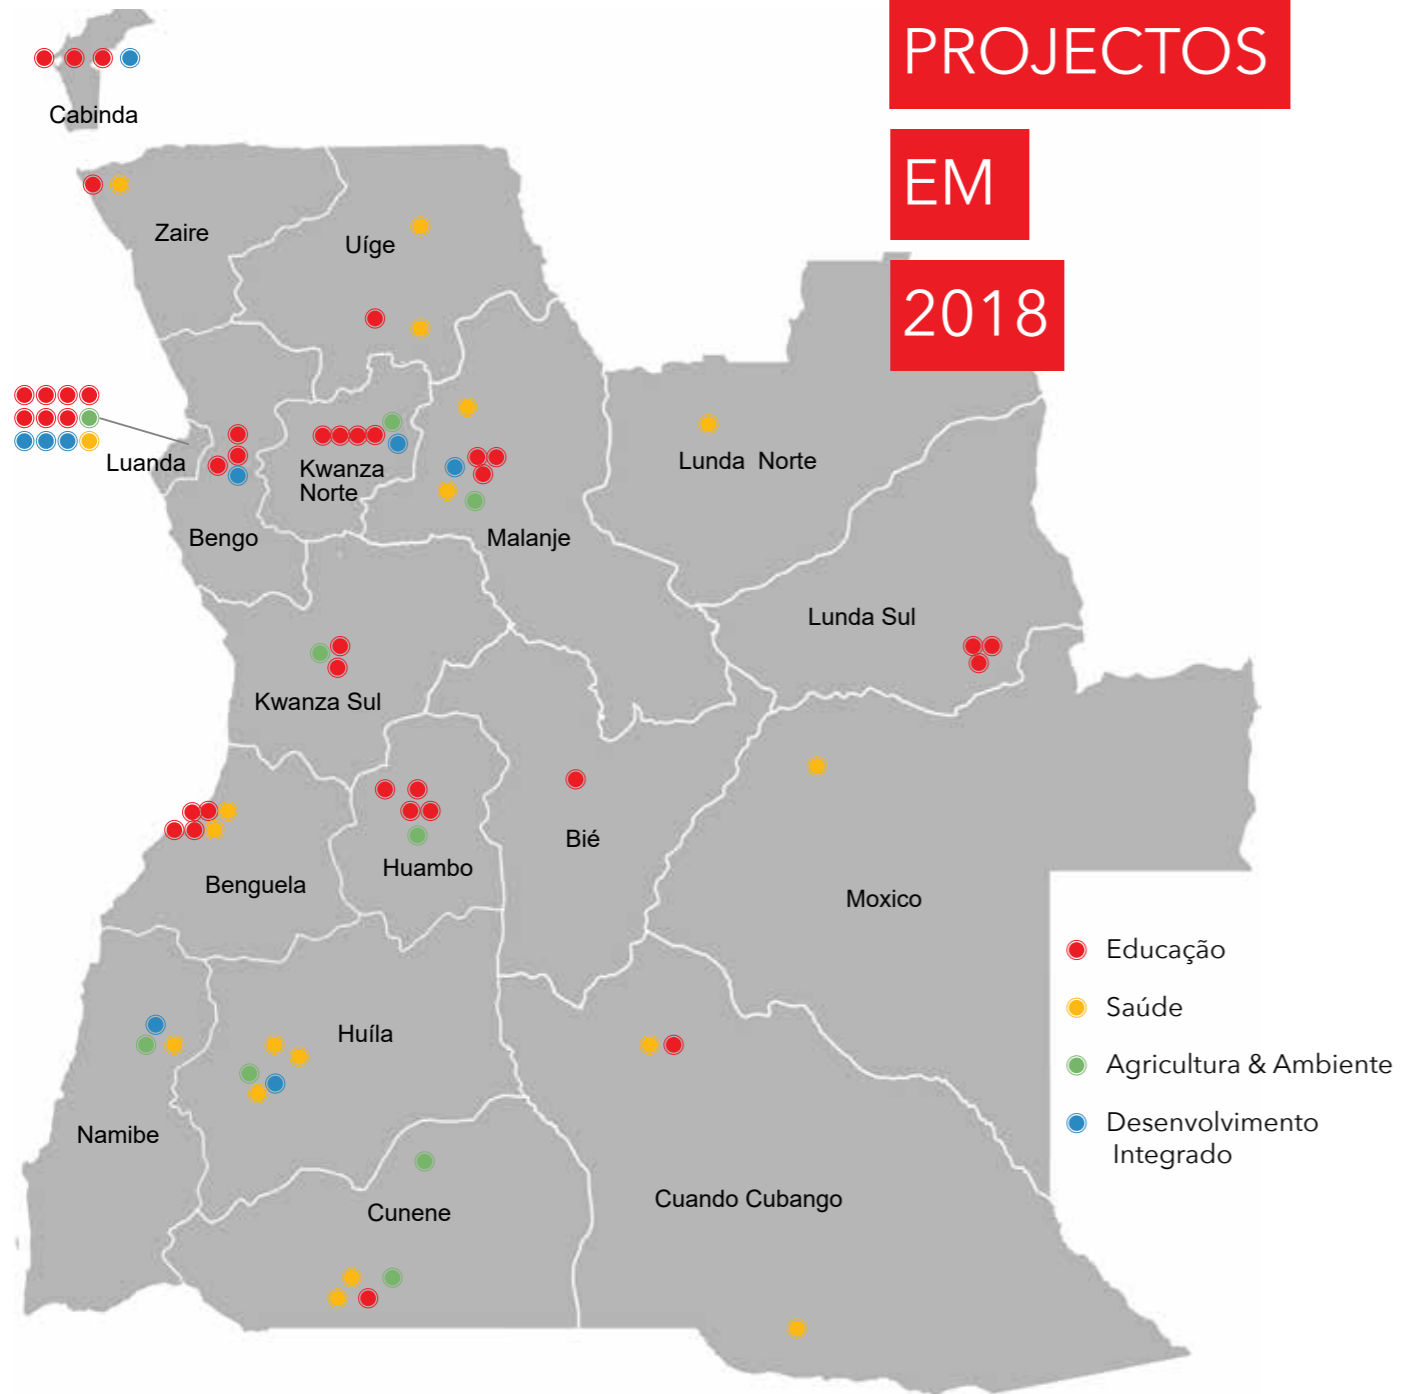 PROJECTOS
EM
2018
Cabinda
Zaire
Uíge
Luanda
Kwanza
Norte
Bengo
Malanje
Lunda Norte
Lunda Sul
Kwanza Sul
Benguela
Huambo
Bié
Moxico
Namibe
Huíla
Cunene
Cuando Cubango
Educação
Saúde
Agricultura & Ambiente
Desenvolvimento
Integrado